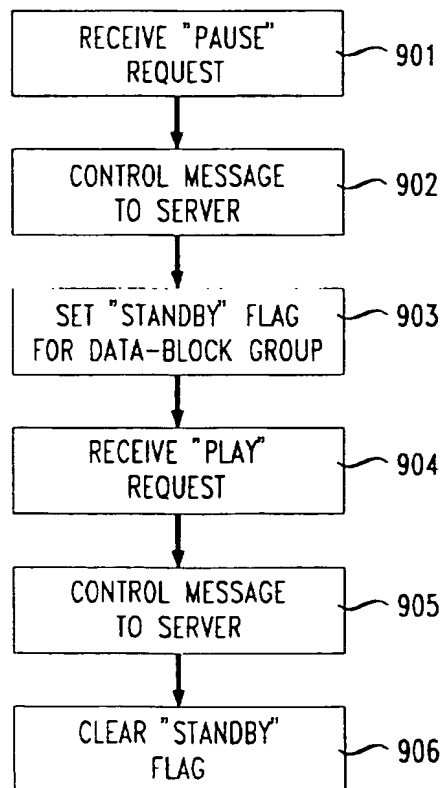 RECEIVE "PAUSE"
REQUEST
901
CONTROL MESSAGE
TO SERVER
902
SET "STANDBY" FLAG
FOR DATA-BLOCK GROUP
903
RECEIVE "PLAY"
REQUEST
904
CONTROL MESSAGE
TO SERVER
905
CLEAR "STANDBY"
FLAG
906